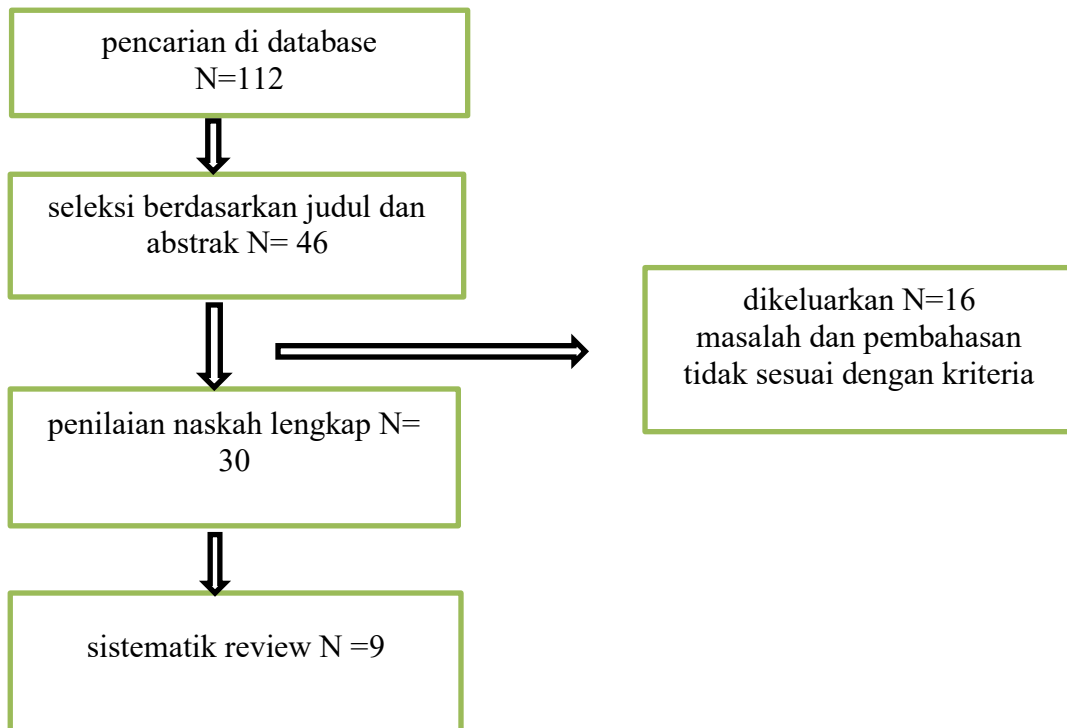 pencarian di database
N=112
seleksi berdasarkan judul dan
abstrak N= 46
dikeluarkan N=16
masalah dan pembahasan
tidak sesuai dengan kriteria
penilaian naskah lengkap N=
30
sistematik review N =9